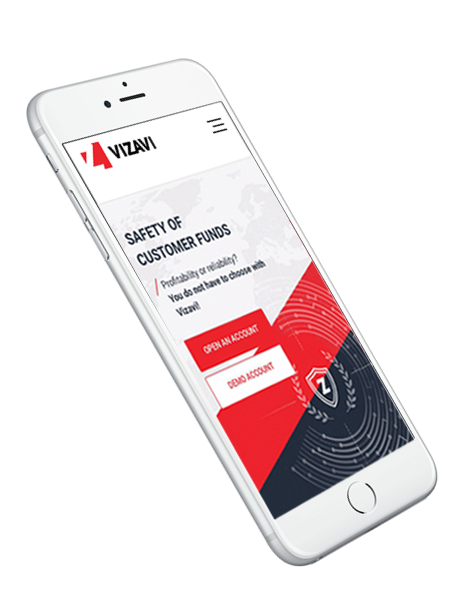 VIZAVI
SAFETY OF
CUSTOMER FUNDS
Profitability or reliability?
You do not have to choose with
Vizavi!
OPEN AN ACCOUNT
DEMO ACCOUNT
Z